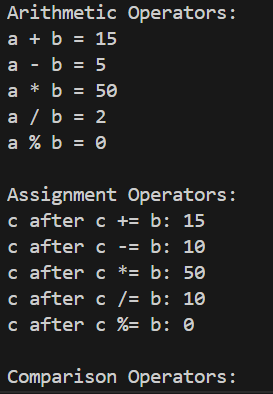 Arithmetic Operators:
a + b = 15
a - b = 5
a * b = 50
a / b = 2
a % b = 0
Assignment Operators:
c after c += b: 15
c after c -= b: 10
c after c *= b: 50
c after c /= b: 10
c after c %= b: 0
Comparison Operators: